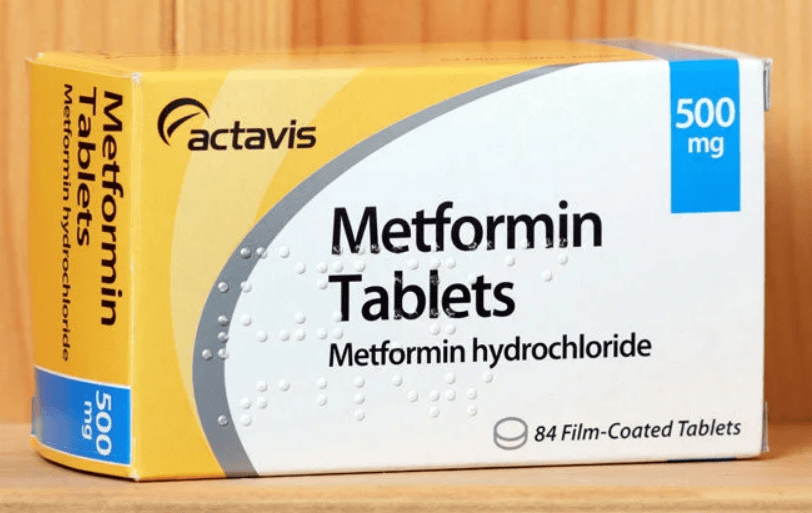 Metformin
Tablets
Metformin hydrochloride
500
mg
actavis
500
mg
Metformin
Tablets
Metformin hydrochloride
84 Film-Coated Tablets